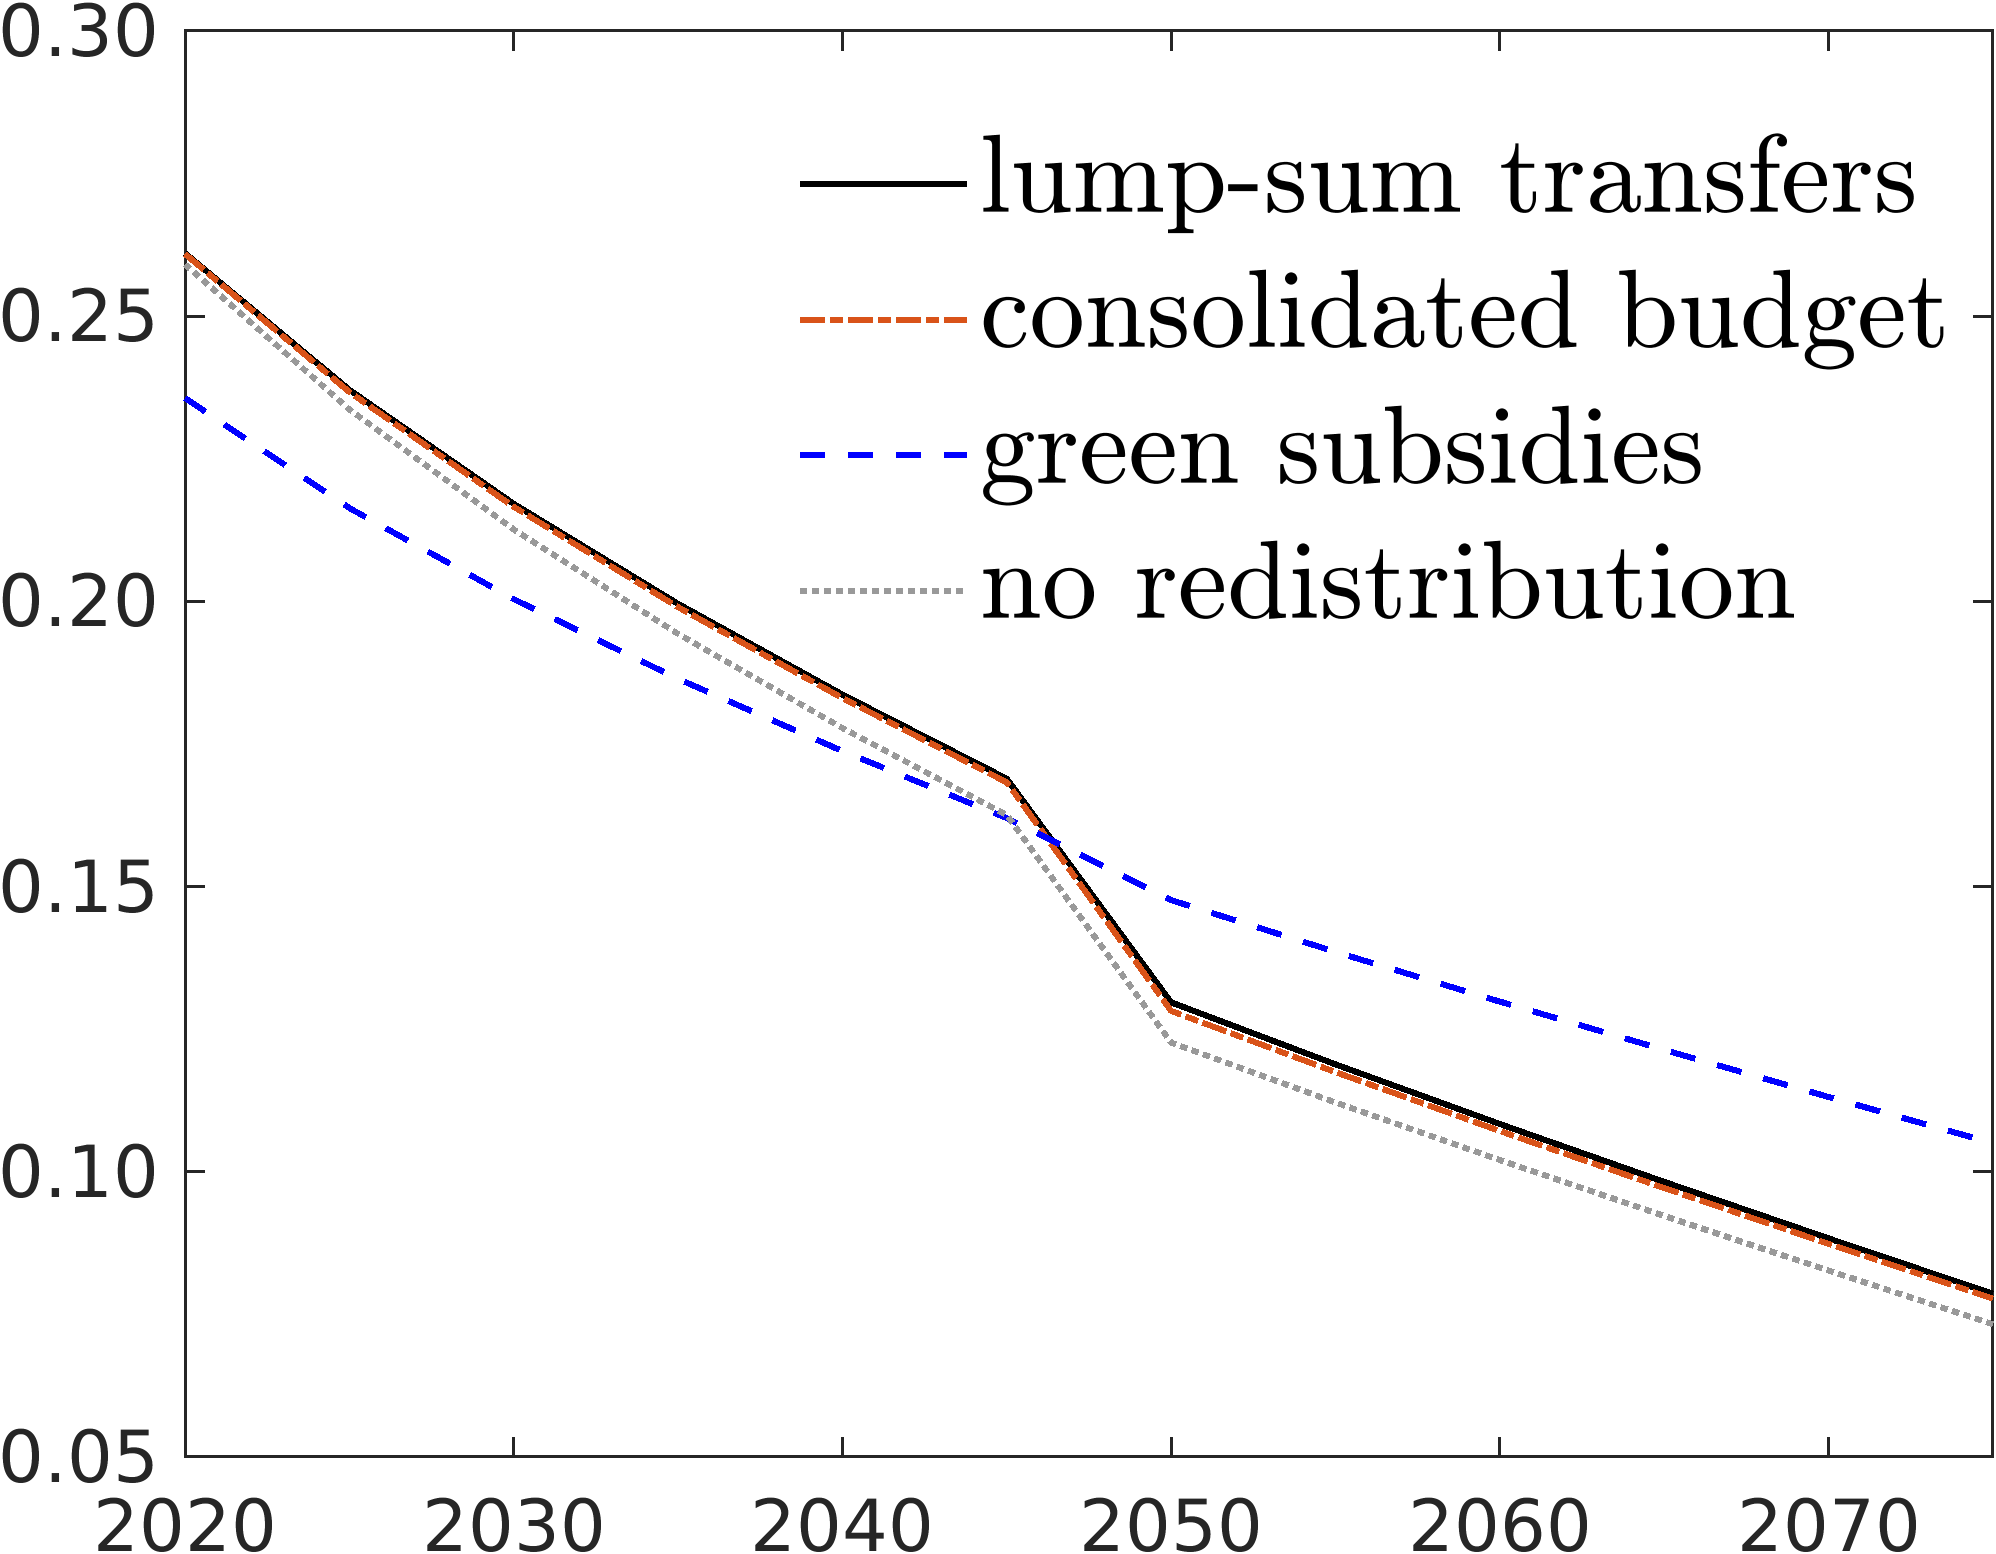 0.30
lump-sum transfers
0.25
consolidated budget
green subsidies
0.20
no redistribution
0.15
0.10
0.05
2020 2030 2040 2050 2060 2070